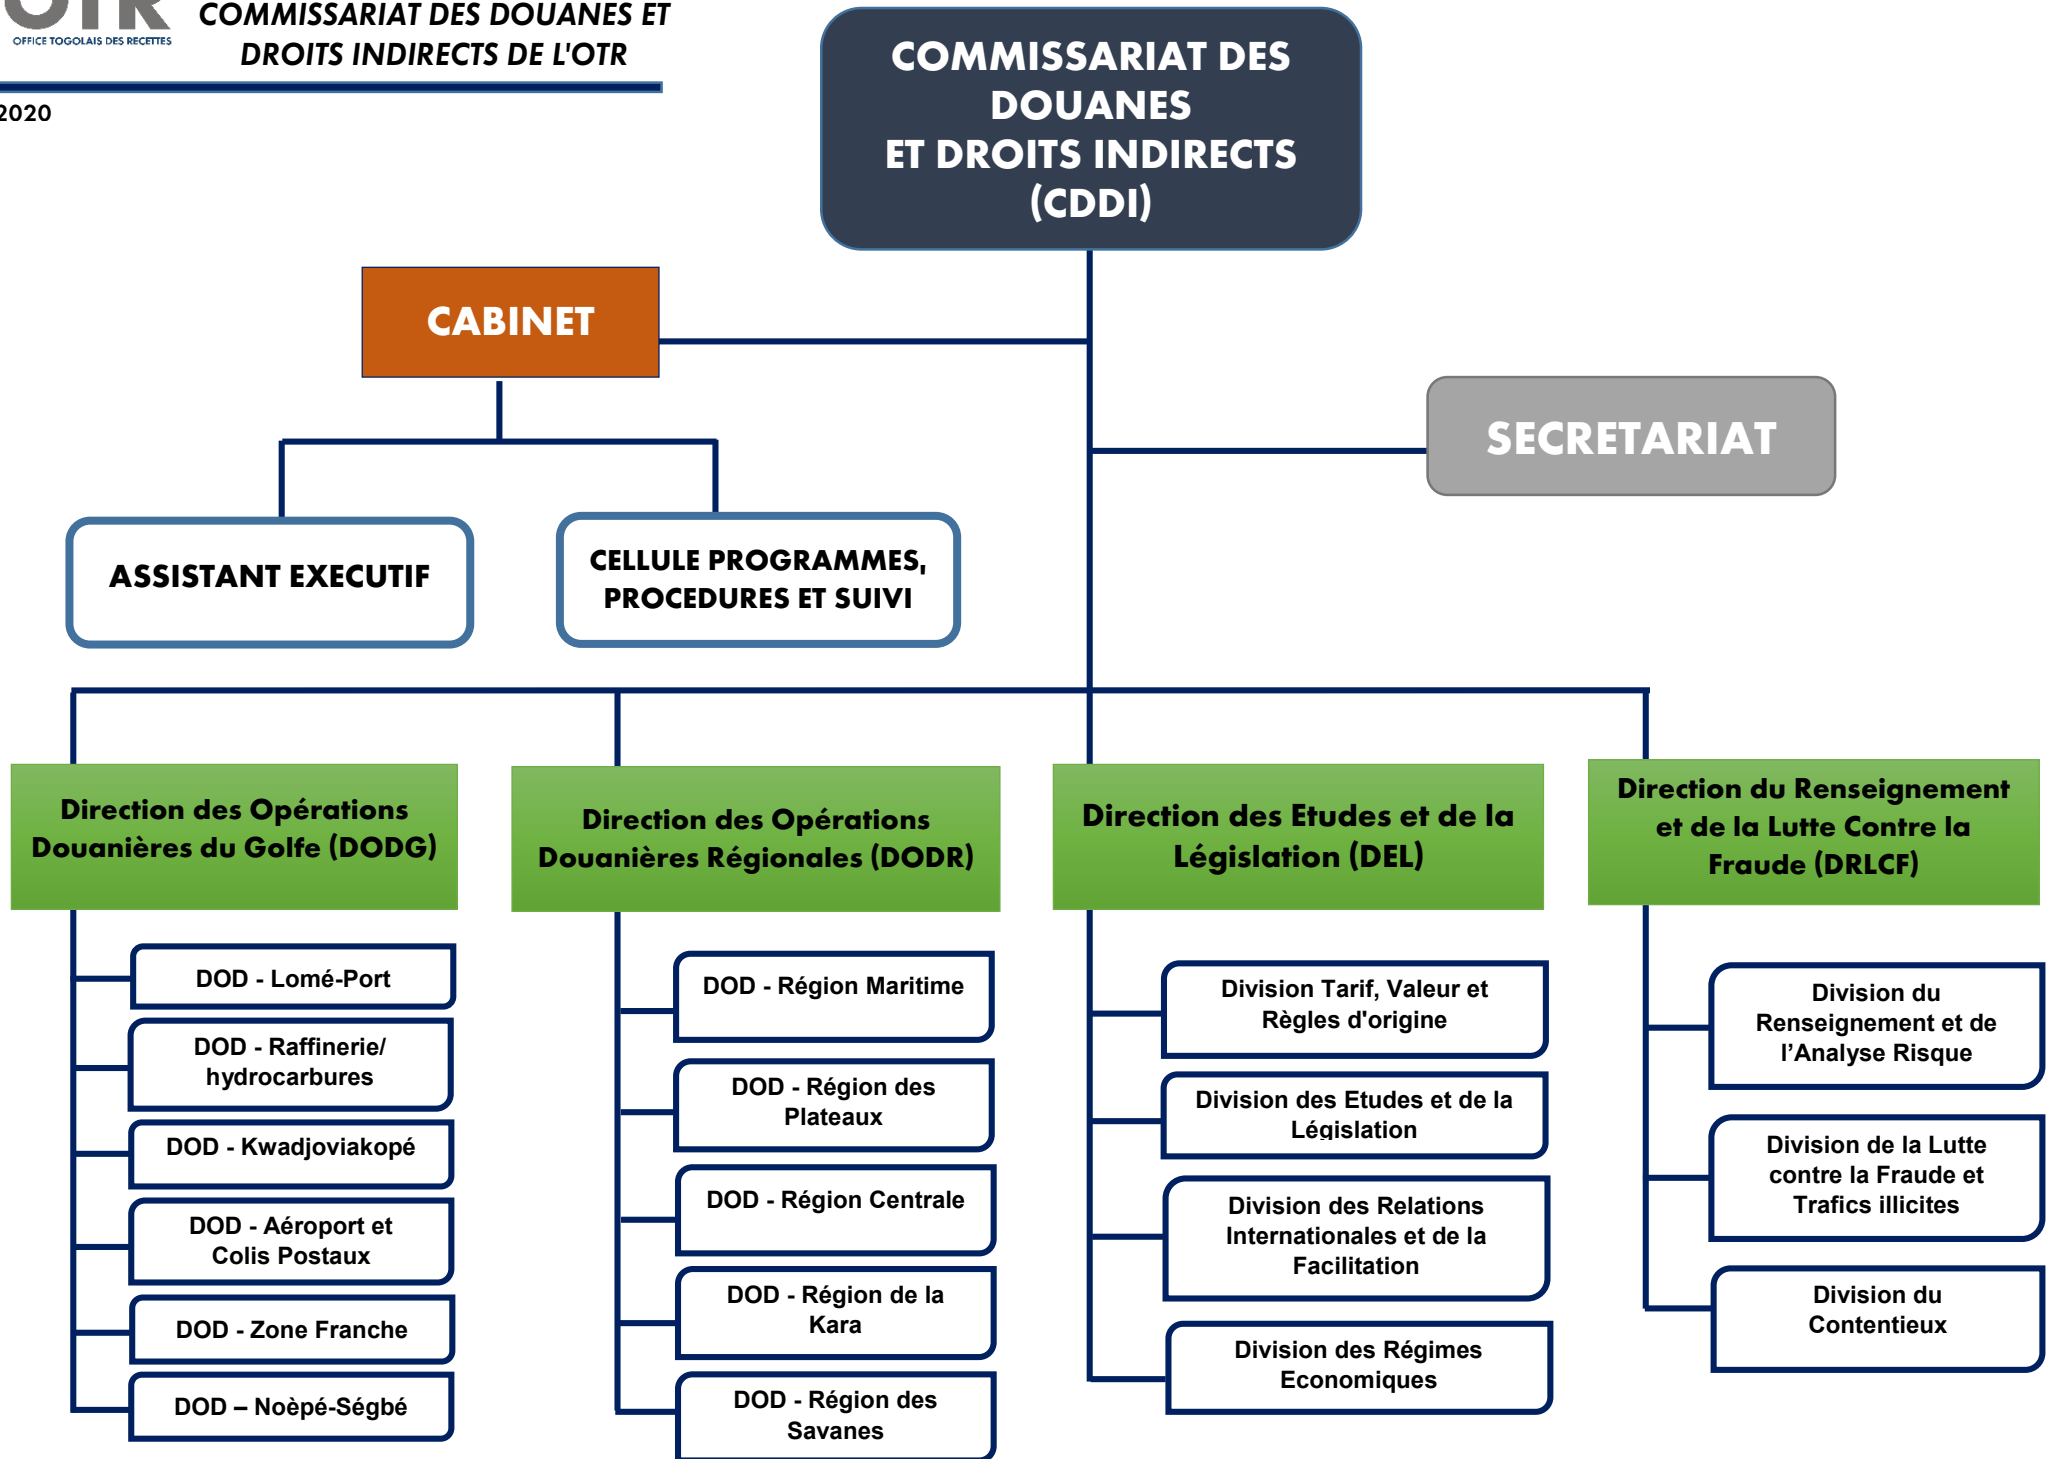 OTR
OFFICE TOGOLAIS DES RECETTES
COMMISSARIAT DES DOUANES ET
DROITS INDIRECTS DE L'OTR
2020
COMMISSARIAT DES
DOUANES
ET DROITS INDIRECTS
(CDDI)
CABINET
SECRETARIAT
ASSISTANT EXECUTIF
CELLULE PROGRAMMES,
PROCEDURES ET SUIVI
Direction des Opérations
Douanières du Golfe (DODG)
Direction des Opérations
Douanières Régionales (DODR)
Direction des Etudes et de la
Législation (DEL)
Direction du Renseignement
et de la Lutte Contre la
Fraude (DRLCF)
DOD - Lomé-Port
DOD - Raffinerie/
hydrocarbures
DOD - Kwadjoviakopé
DOD - Aéroport et
Colis Postaux
DOD - Zone Franche
DOD – Noèpé-Ségbé
DOD - Région Maritime
DOD - Région des
Plateaux
DOD - Région Centrale
DOD - Région de la
Kara
DOD - Région des
Savanes
Division Tarif, Valeur et
Règles d'origine
Division des Etudes et de la
Législation
Division des Relations
Internationales et de la
Facilitation
Division des Régimes
Economiques
Division du
Renseignement et de
l’Analyse Risque
Division de la Lutte
contre la Fraude et
Trafics illicites
Division du
Contentieux